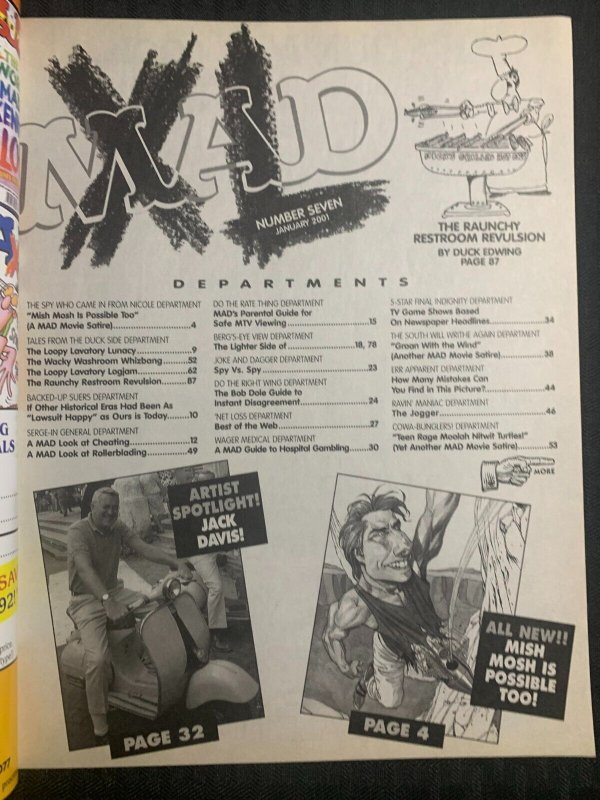 MAD
XL
NUMBER SEVEN
JANUARY 2001
THE RAUNCHY
RESTROOM REVULSION
BY DUCK EDWING
PAGE 87
DEPARTMENTS
THE SPY WHO CAME IN FROM NICOLE DEPARTMENT
"Mish Mosh Is Possible Too"
(A MAD Movie Satire)..................4
TALES FROM THE DUCK SIDE DEPARTMENT
The Loopy Lavatory Lunacy..............9
The Wacky Washroom Whizbang......52
The Loopy Lavatory Logjam.............62
The Raunchy Restroom Revulsion.......87
BACKED-UP SUERS DEPARTMENT
If Other Historical Eras Had Been As
"Lawsuit Happy" as Ours is Today.......10
SERGE-IN GENERAL DEPARTMENT
A MAD Look at Cheating..................12
A MAD Look at Rollerblading.............49
DO THE RATE THING DEPARTMENT
MAD's Parental Guide for
Safe MTV Viewing..........................15
BERG'S-EYE VIEW DEPARTMENT
The Lighter Side of......................18, 78
JOKE AND DAGGER DEPARTMENT
Spy Vs. Spy.................................23
DO THE RIGHT WING DEPARTMENT
The Bob Dole Guide to
Instant Disagreement......................24
'NET LOSS DEPARTMENT
Best of the Web............................27
WAGER MEDICAL DEPARTMENT
A MAD Guide to Hospital Gambling.....30
5-STAR FINAL INDIGNITY DEPARTMENT
TV Game Shows Based
On Newspaper Headlines..................34
THE SOUTH WILL WRITHE AGAIN DEPARTMENT
"Groan With the Wind"
(Another MAD Movie Satire)...............38
ERR APPARENT DEPARTMENT
How Many Mistakes Can
You Find in This Picture?..................44
RAVIN' MANIAC DEPARTMENT
The Jogger..................................46
COWA-BUNGLERS! DEPARTMENT
"Teen Rage Moolah Nitwit Turtles!"
(Yet Another MAD Movie Satire)..........53
MORE
ARTIST
SPOTLIGHT!
JACK
DAVIS!
PAGE 32
ALL NEW!!
MISH
MOSH IS
POSSIBLE
TOO!
PAGE 4